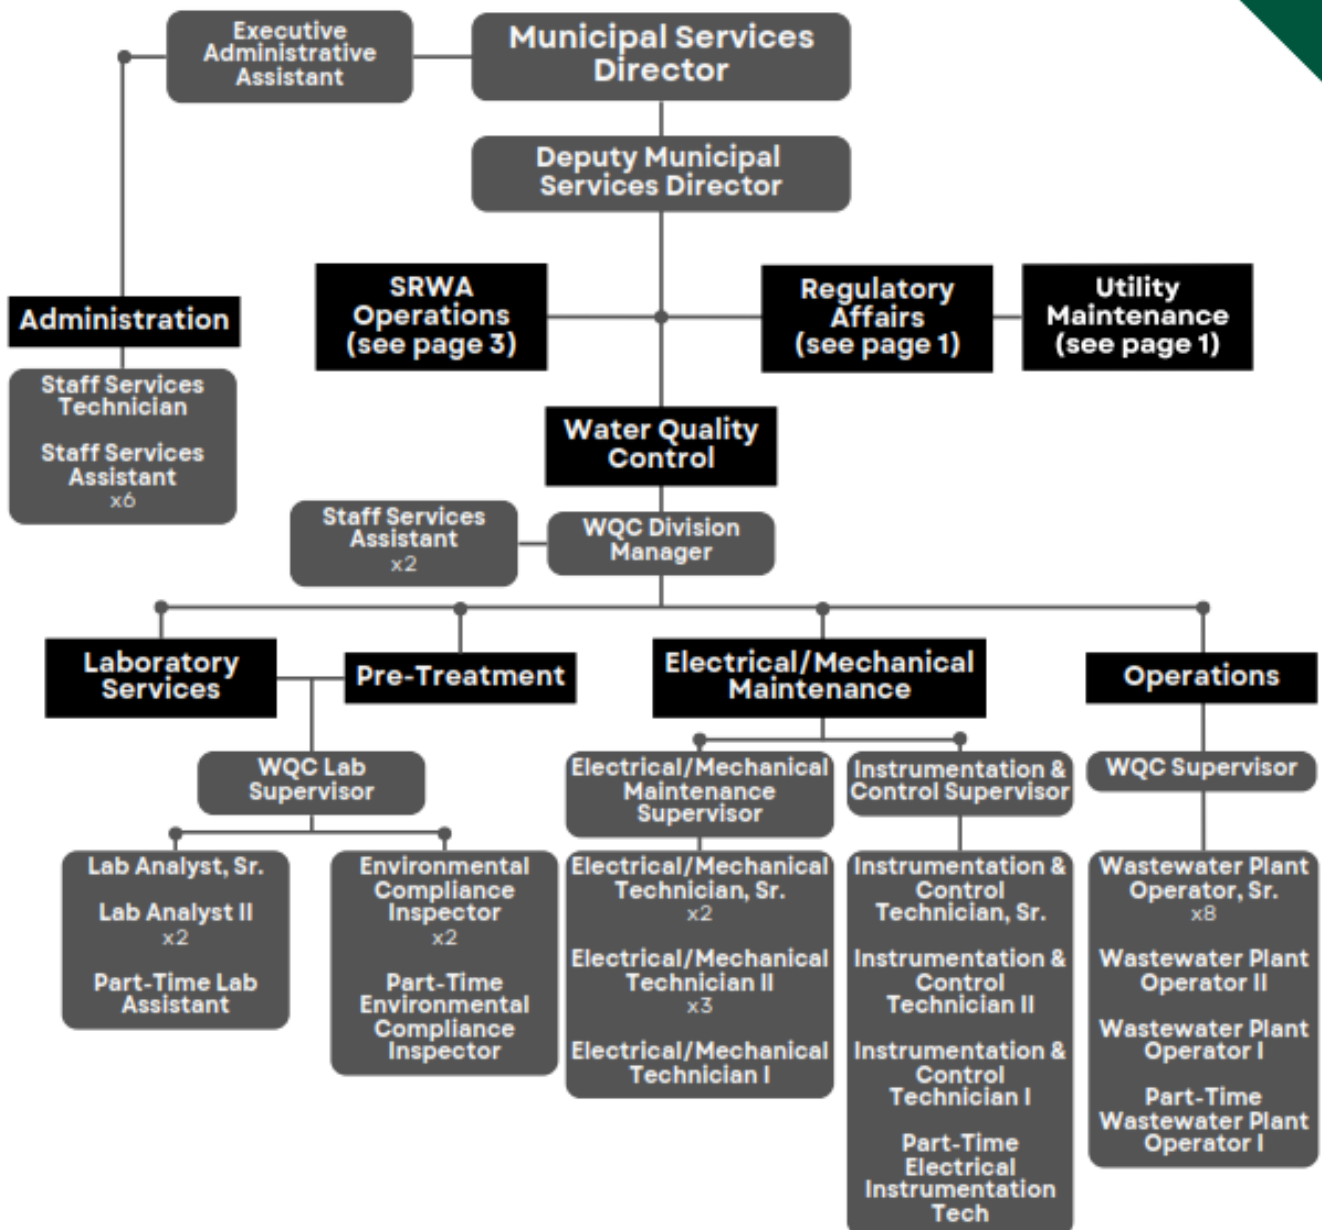 Executive
Administrative
Assistant
Municipal Services
Director
Deputy Municipal
Services Director
Administration
Staff Services
Technician
Staff Services
Assistant
x6
SRWA
Operations
(see page 3)
Regulatory
Affairs
(see page 1)
Utility
Maintenance
(see page 1)
Water Quality
Control
Staff Services
Assistant
x2
WQC Division
Manager
Laboratory
Services
Pre-Treatment
Electrical/Mechanical
Maintenance
Operations
WQC Lab
Supervisor
Electrical/Mechanical
Maintenance
Supervisor
Instrumentation &
Control Supervisor
WQC Supervisor
Lab Analyst, Sr.
Lab Analyst II
x2
Part-Time Lab
Assistant
Environmental
Compliance
Inspector
x2
Part-Time
Environmental
Compliance
Inspector
Electrical/Mechanical
Technician, Sr.
x2
Electrical/Mechanical
Technician II
x3
Electrical/Mechanical
Technician I
Instrumentation &
Control
Technician, Sr.
Instrumentation &
Control
Technician II
Instrumentation &
Control
Technician I
Part-Time
Electrical
Instrumentation
Tech
Wastewater Plant
Operator, Sr.
x8
Wastewater Plant
Operator II
Wastewater Plant
Operator I
Part-Time
Wastewater Plant
Operator I